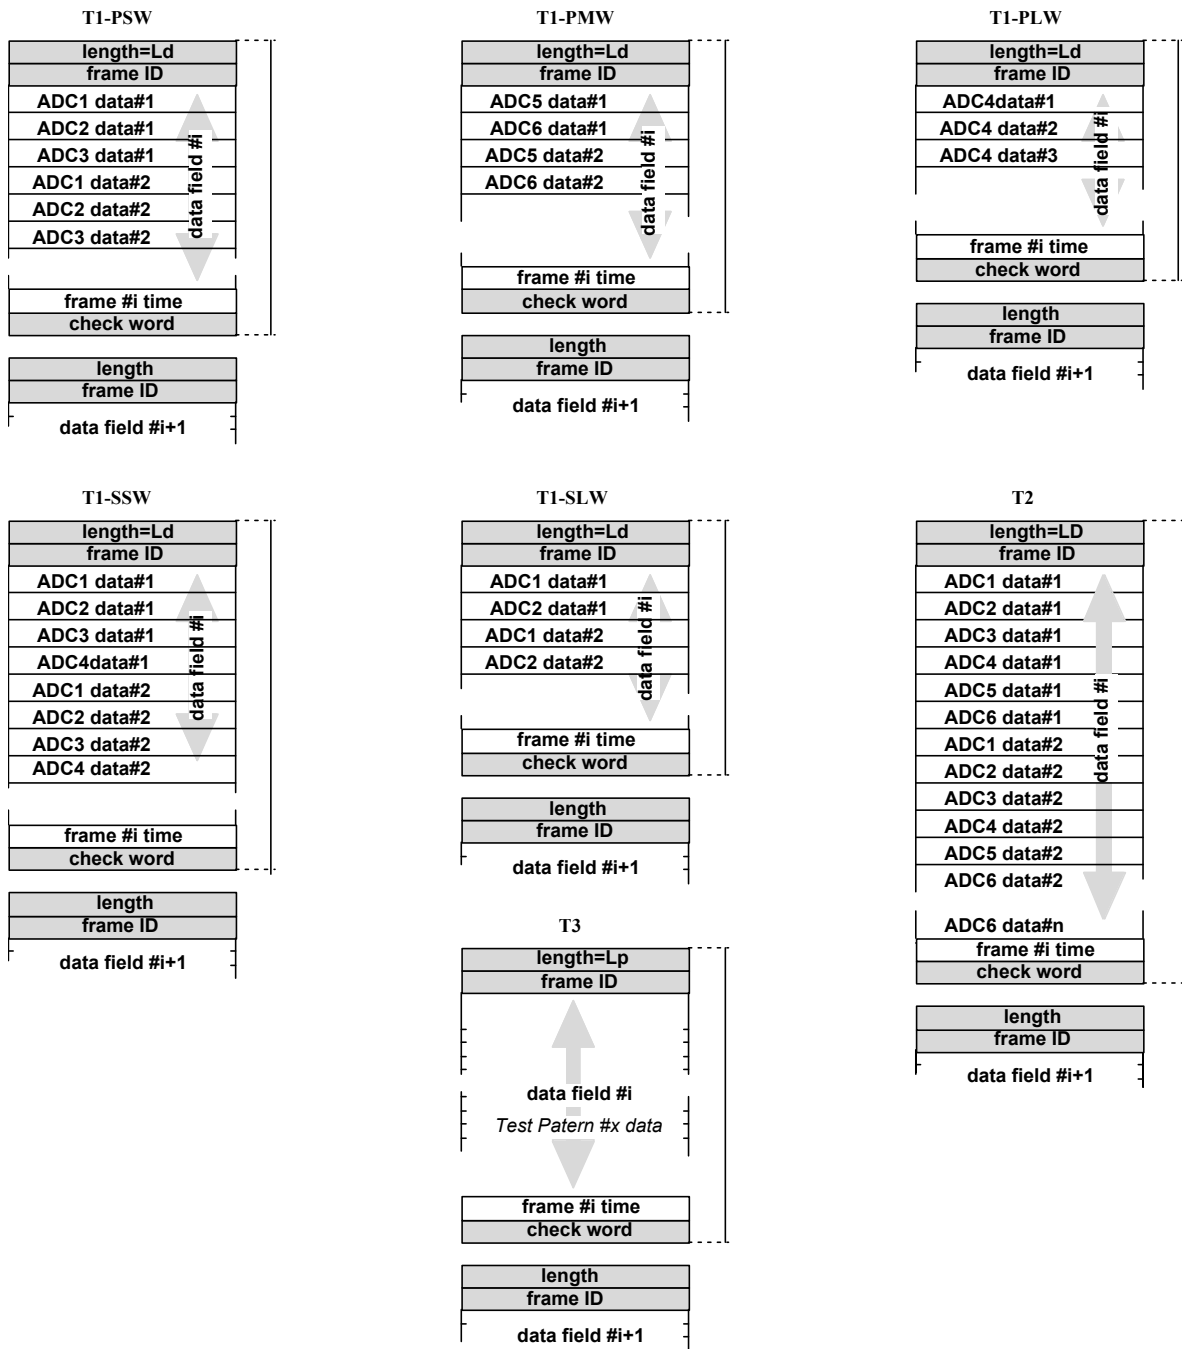 T1-PSW
length=Ld
frame ID
ADC1 data#1
ADC2 data#1
ADC3 data#1
ADC1 data#2
ADC2 data#2
ADC3 data#2
data field #i
frame #i time
check word
length
frame ID
data field #i+1
T1-PMW
length=Ld
frame ID
ADC5 data#1
ADC6 data#1
ADC5 data#2
ADC6 data#2
data field #i
frame #i time
check word
length
frame ID
data field #i+1
T1-PLW
length=Ld
frame ID
ADC4data#1
ADC4 data#2
ADC4 data#3
data field #i
frame #i time
check word
length
frame ID
data field #i+1
T1-SSW
length=Ld
frame ID
ADC1 data#1
ADC2 data#1
ADC3 data#1
ADC4data#1
ADC1 data#2
ADC2 data#2
ADC3 data#2
ADC4 data#2
data field #i
frame #i time
check word
length
frame ID
data field #i+1
T1-SLW
length=Ld
frame ID
ADC1 data#1
ADC2 data#1
ADC1 data#2
ADC2 data#2
data field #i
frame #i time
check word
length
frame ID
data field #i+1
T2
length=LD
frame ID
ADC1 data#1
ADC2 data#1
ADC3 data#1
ADC4 data#1
ADC5 data#1
ADC6 data#1
ADC1 data#2
ADC2 data#2
ADC3 data#2
ADC4 data#2
ADC5 data#2
ADC6 data#2
data field #i
ADC6 data#n
frame #i time
check word
length
frame ID
data field #i+1
T3
length=Lp
frame ID
data field #i
Test Patern #x data
frame #i time
check word
length
frame ID
data field #i+1